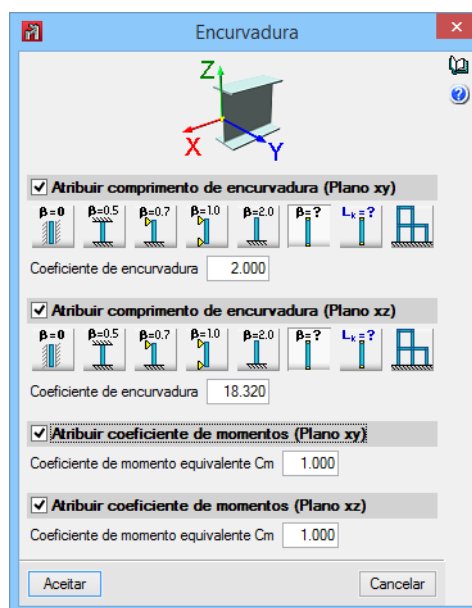 Encurvadura
Z
X
Y
Atribuir comprimento de encurvadura (Plano xy)
β=0 β=0.5 β=0.7 β=1.0 β=2.0 β=? Lk=?
Coeficiente de encurvadura 2.000
Atribuir comprimento de encurvadura (Plano xz)
β=0 β=0.5 β=0.7 β=1.0 β=2.0 β=? Lk=?
Coeficiente de encurvadura 18.320
Atribuir coeficiente de momentos (Plano xy)
Coeficiente de momento equivalente Cm 1.000
Atribuir coeficiente de momentos (Plano xz)
Coeficiente de momento equivalente Cm 1.000
Aceitar Cancelar